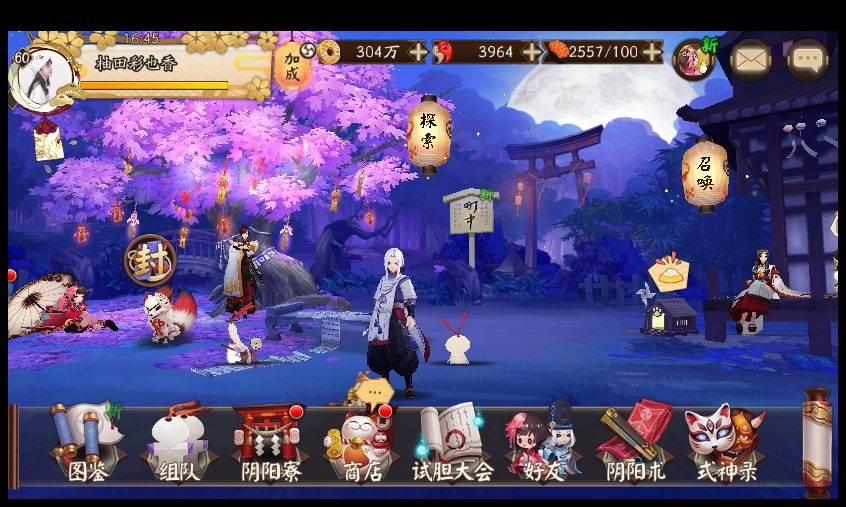 16:45
60
柚田彩也香
加成
304万
3964
2557/100
新
探索
召唤
新
町中
封
新
图鉴
组队
阴阳寮
商店
试胆大会
好友
阴阳术
式神录